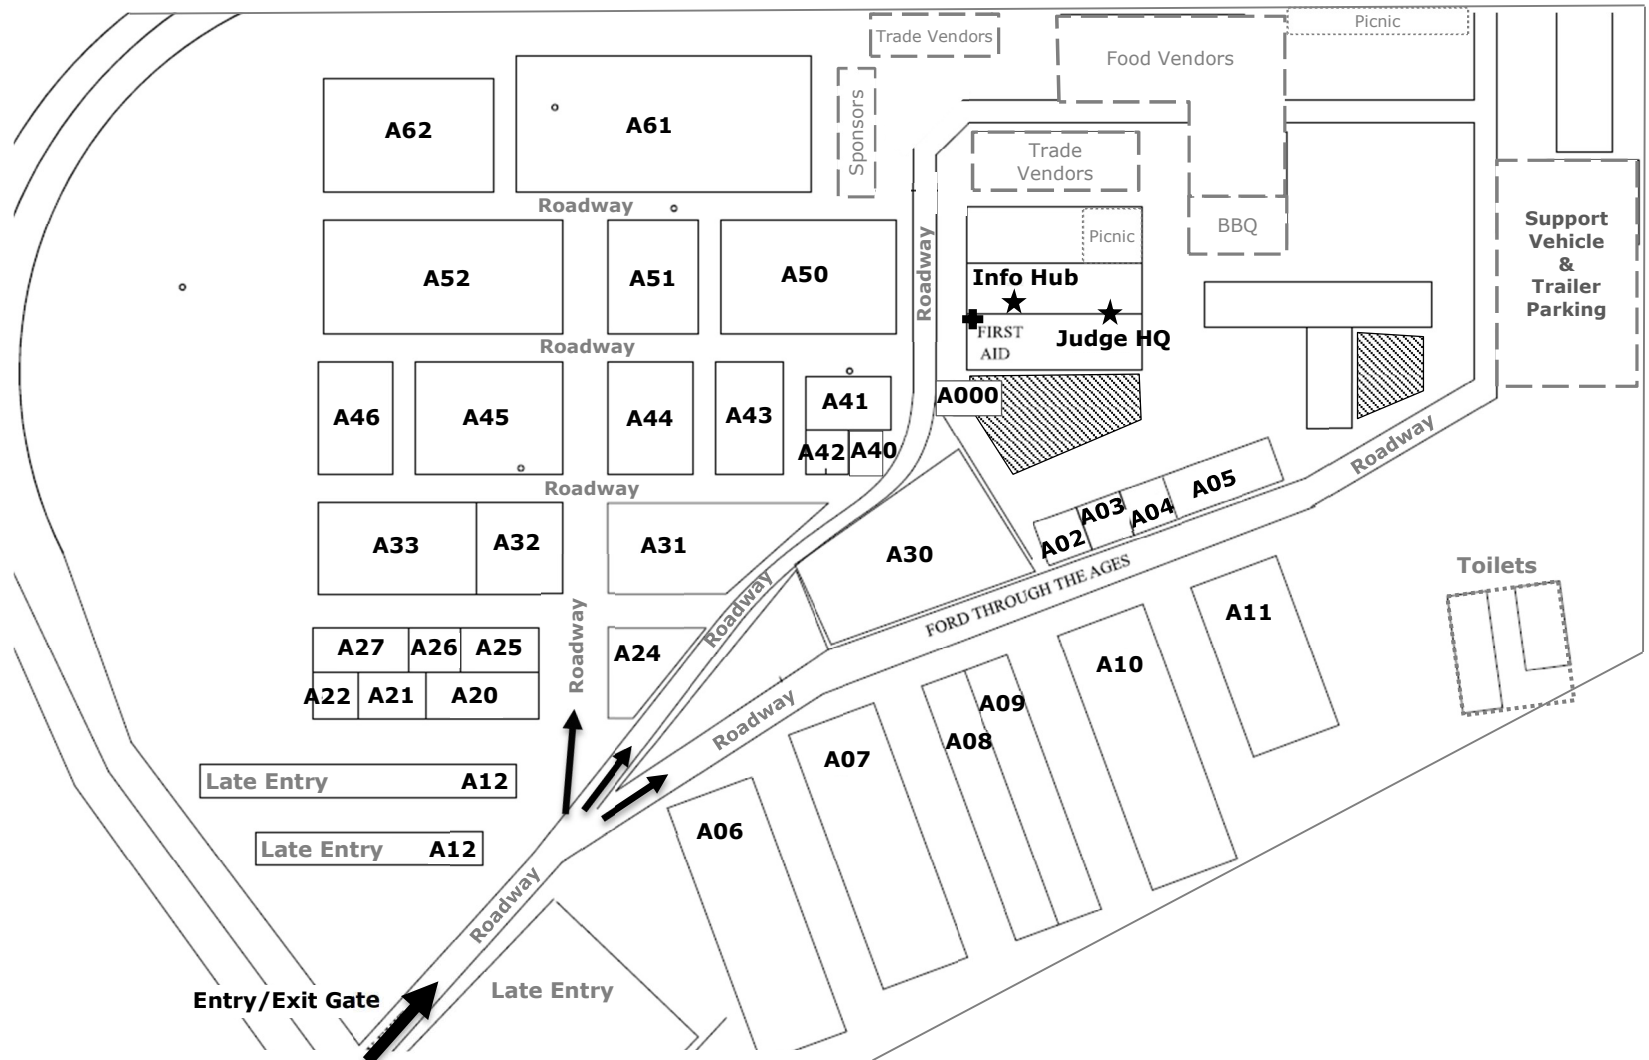 Trade Vendors
Picnic
Food Vendors
Sponsors
A62
A61
Trade
Vendors
Roadway
Picnic
BBQ
Support
Vehicle
&
Trailer
Parking
A52
A51
A50
Roadway
Info Hub
FIRST
AID
Judge HQ
Roadway
A46
A45
A44
A43
A41
A42
A40
A000
Roadway
Roadway
A33
A32
A31
A30
A02
A03
A04
A05
FORD THROUGH THE AGES
Toilets
Roadway
Roadway
A27
A26
A25
A24
A22
A21
A20
A11
A10
A09
A08
A07
A06
Roadway
Late Entry
A12
Late Entry
A12
Roadway
Late Entry
Entry/Exit Gate